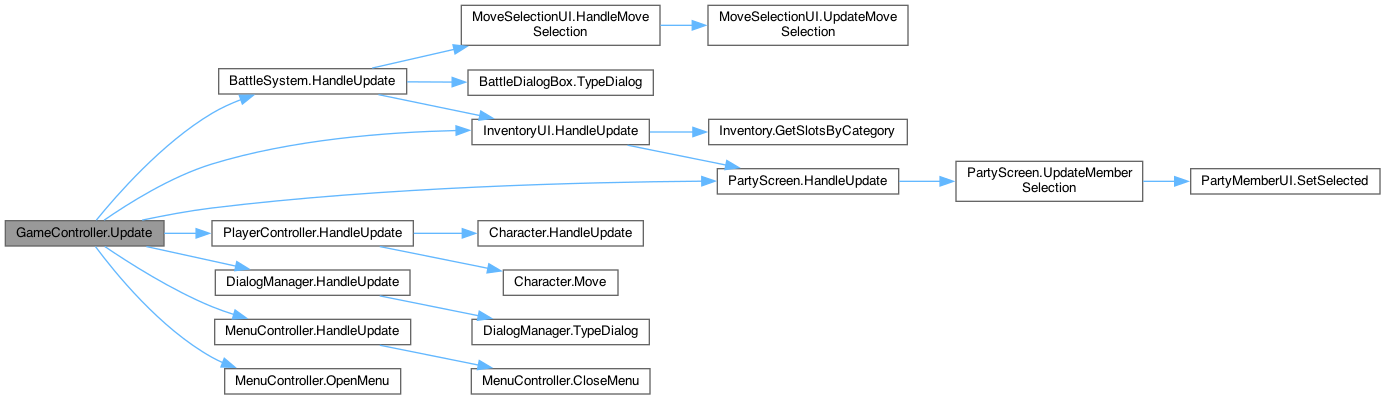 MoveSelectionUI.HandleMove
Selection
MoveSelectionUI.UpdateMove
Selection
BattleSystem.HandleUpdate
BattleDialogBox.TypeDialog
InventoryUI.HandleUpdate
Inventory.GetSlotsByCategory
PartyScreen.HandleUpdate
PartyScreen.UpdateMember
Selection
PartyMemberUI.SetSelected
GameController.Update
PlayerController.HandleUpdate
Character.HandleUpdate
DialogManager.HandleUpdate
Character.Move
MenuController.HandleUpdate
DialogManager.TypeDialog
MenuController.OpenMenu
MenuController.CloseMenu